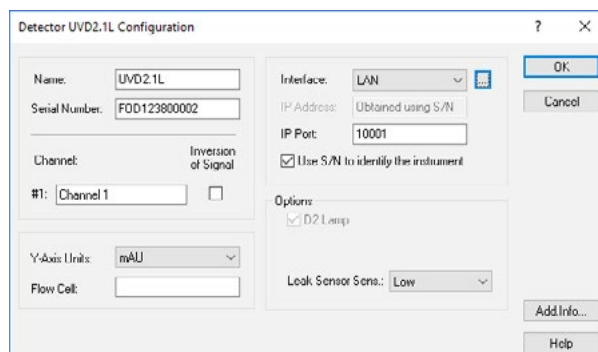 Detector UVD2.1L Configuration
? X
Name: UVD2.1L
Serial Number: FOD123800002
Channel:
Inversion of Signal
#1: Channel 1
Y-Axis Units: mAU
Flow Cell:
Interface: LAN ...
IP Address: Obtained using S/N
IP Port: 10001
Use S/N to identify the instrument
Options
D2 Lamp
Leak Sensor Sens.: Low
OK
Cancel
Add.Info...
Help